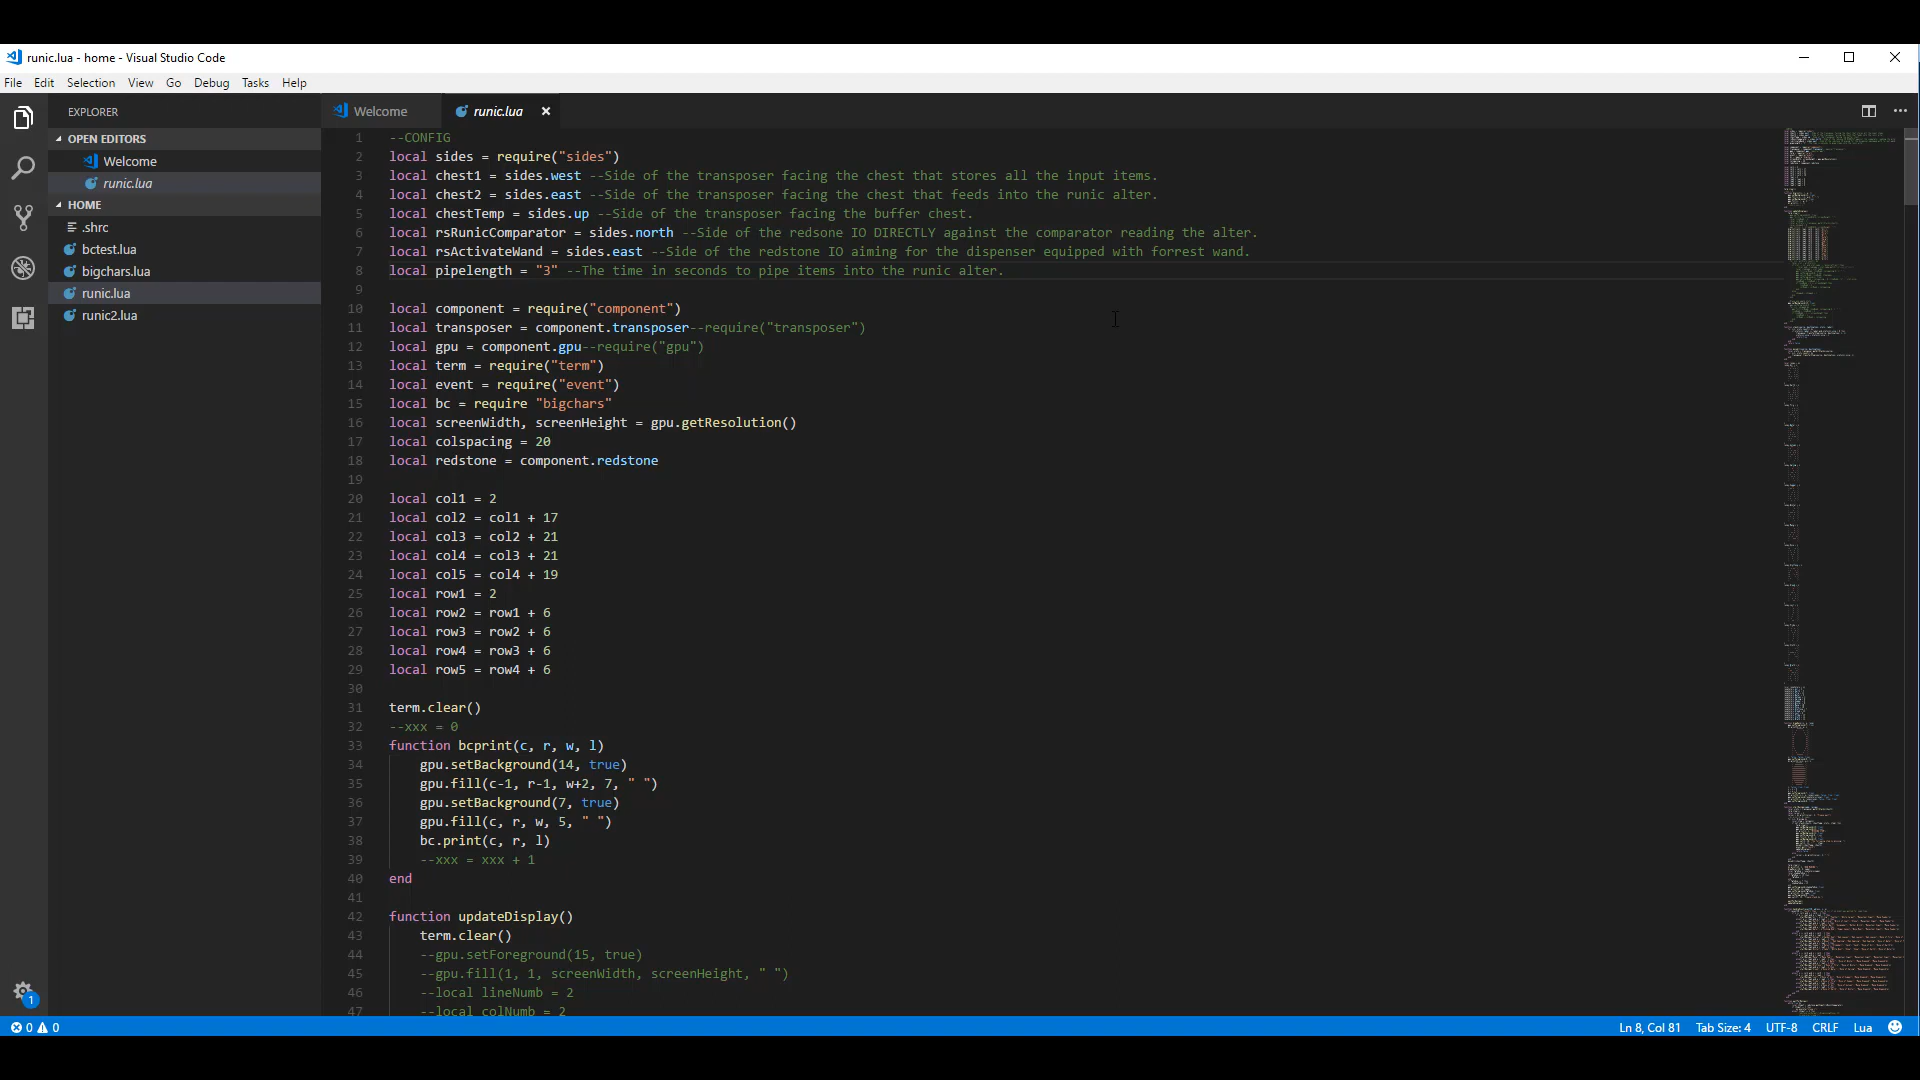 runic.lua - home - Visual Studio Code
File Edit Selection View Go Debug Tasks Help
EXPLORER
OPEN EDITORS
Welcome
runic.lua
HOME
.shrc
bctest.lua
bigchars.lua
runic.lua
runic2.lua
1
Welcome runic.lua
1 --CONFIG
2 local sides = require("sides")
3 local chest1 = sides.west --Side of the transposer facing the chest that stores all the input items.
4 local chest2 = sides.east --Side of the transposer facing the chest that feeds into the runic alter.
5 local chestTemp = sides.up --Side of the transposer facing the buffer chest.
6 local rsRunicComparator = sides.north --Side of the redsone IO DIRECTLY against the comparator reading the alter.
7 local rsActivateWand = sides.east --Side of the redstone IO aiming for the dispenser equipped with forrest wand.
8 local pipelength = "3" --The time in seconds to pipe items into the runic alter.
9
10 local component = require("component")
11 local transposer = component.transposer--require("transposer")
12 local gpu = component.gpu--require("gpu")
13 local term = require("term")
14 local event = require("event")
15 local bc = require "bigchars"
16 local screenWidth, screenHeight = gpu.getResolution()
17 local colspacing = 20
18 local redstone = component.redstone
19
20 local col1 = 2
21 local col2 = col1 + 17
22 local col3 = col2 + 21
23 local col4 = col3 + 21
24 local col5 = col4 + 19
25 local row1 = 2
26 local row2 = row1 + 6
27 local row3 = row2 + 6
28 local row4 = row3 + 6
29 local row5 = row4 + 6
30
31 term.clear()
32 --xxx = 0
33 function bcprint(c, r, w, l)
34 gpu.setBackground(14, true)
35 gpu.fill(c-1, r-1, w+2, 7, " ")
36 gpu.setBackground(7, true)
37 gpu.fill(c, r, w, 5, " ")
38 bc.print(c, r, l)
39 --xxx = xxx + 1
40 end
41
42 function updateDisplay()
43 term.clear()
44 --gpu.setForeground(15, true)
45 --gpu.fill(1, 1, screenWidth, screenHeight, " ")
46 --local lineNumb = 2
47 --local colNumb = 2
0 0 Ln 8, Col 81 Tab Size: 4 UTF-8 CRLF Lua